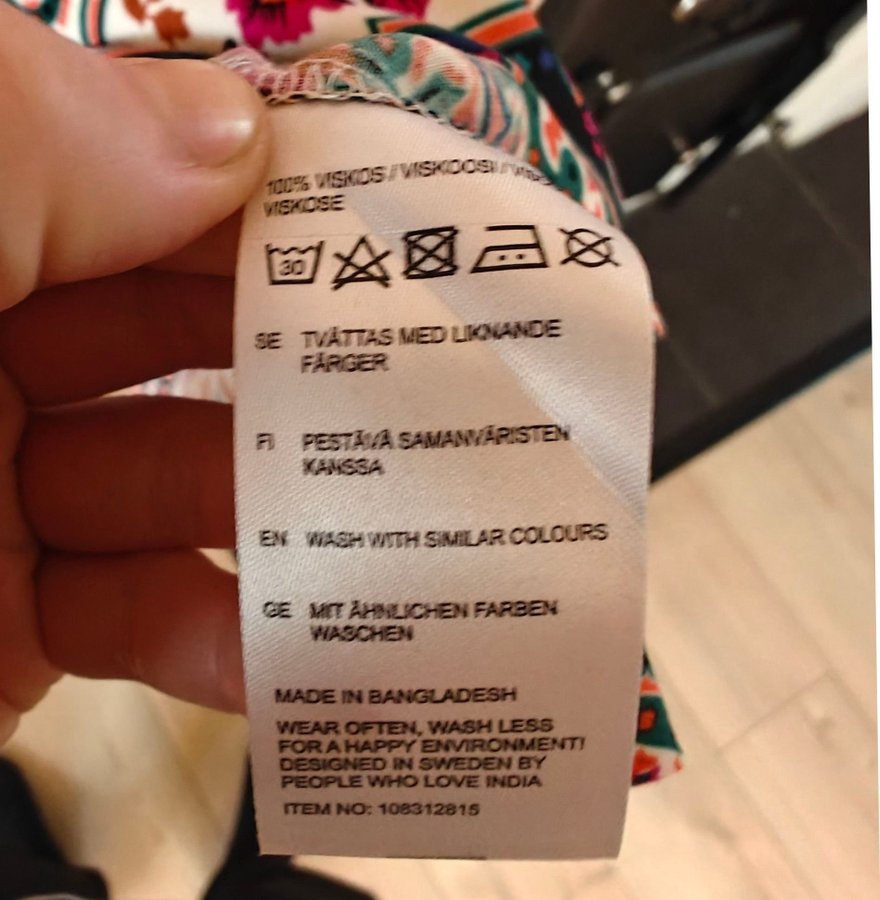 100% VISKOS / VISKOOSI /
VISKOSE
30
SE TVÄTTAS MED LIKNANDE
FÄRGER
FI PESTÄVÄ SAMANVÄRISTEN
KANSSA
EN WASH WITH SIMILAR COLOURS
GE MIT ÄHNLICHEN FARBEN
WASCHEN
MADE IN BANGLADESH
WEAR OFTEN, WASH LESS
FOR A HAPPY ENVIRONMENT!
DESIGNED IN SWEDEN BY
PEOPLE WHO LOVE INDIA
ITEM NO: 108312815